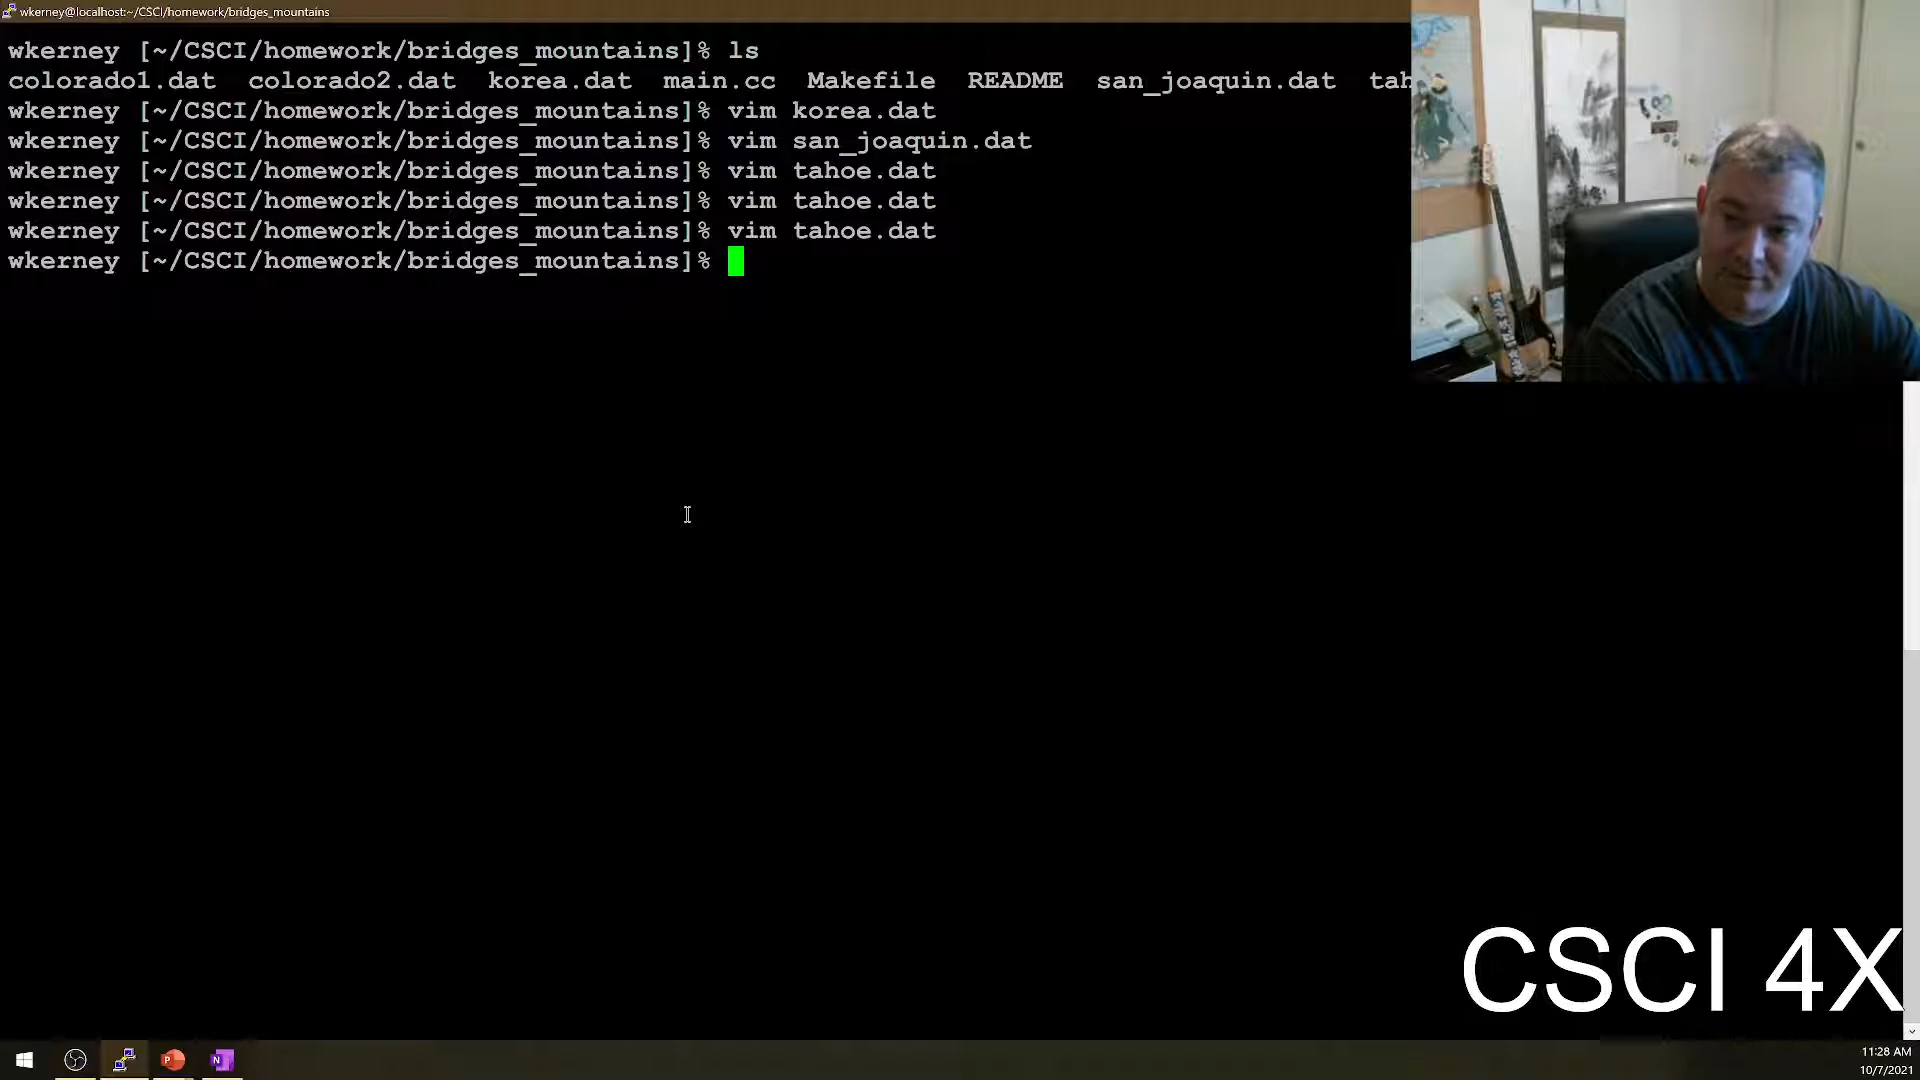 wkerney@localhost:~/CSCI/homework/bridges_mountains
wkerney [~/CSCI/homework/bridges_mountains]% ls
colorado1.dat colorado2.dat korea.dat main.cc Makefile README san_joaquin.dat tah
wkerney [~/CSCI/homework/bridges_mountains]% vim korea.dat
wkerney [~/CSCI/homework/bridges_mountains]% vim san_joaquin.dat
wkerney [~/CSCI/homework/bridges_mountains]% vim tahoe.dat
wkerney [~/CSCI/homework/bridges_mountains]% vim tahoe.dat
wkerney [~/CSCI/homework/bridges_mountains]% vim tahoe.dat
wkerney [~/CSCI/homework/bridges_mountains]%
CSCI 4X
11:28 AM
10/7/2021